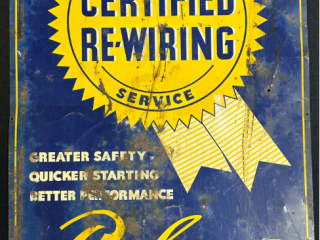 CERTIFIED
RE-WIRING
SERVICE
GREATER SAFETY
QUICKER STARTING
BETTER PERFORMANCE